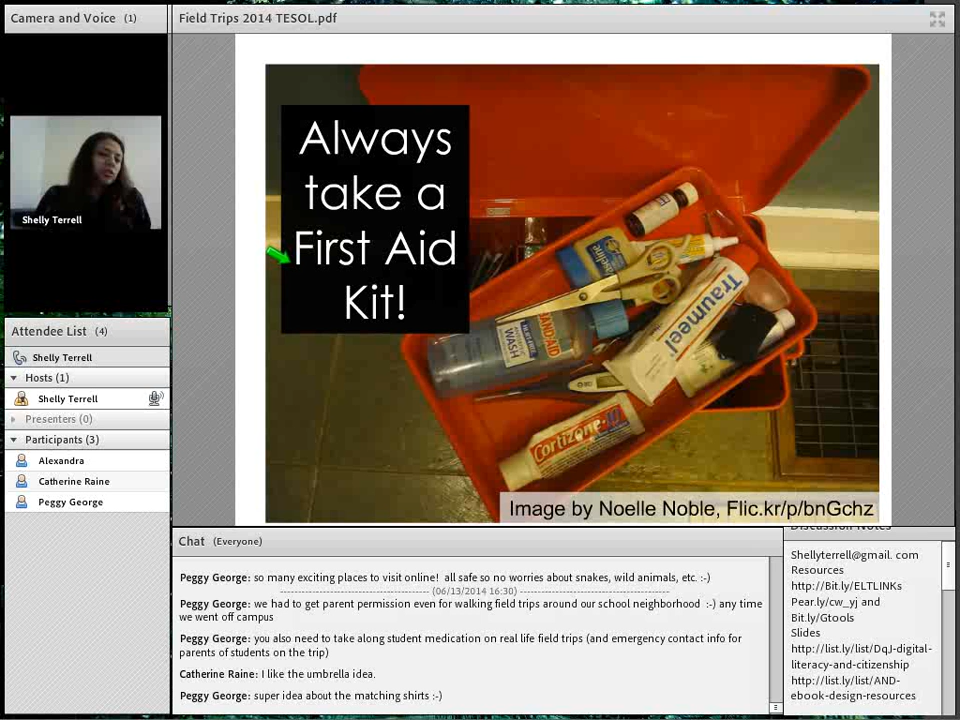 Camera and Voice (1)
Field Trips 2014 TESOL.pdf
Shelly Terrell
Always
take a
First Aid
Kit!
Traumeel
BAND-AID
WASH
Cortizone
Image by Noelle Noble, Flic.kr/p/bnGchz
Attendee List (4)
Shelly Terrell
Hosts (1)
Shelly Terrell
Presenters (0)
Participants (3)
Alexandra
Catherine Raine
Peggy George
Chat (Everyone)
Peggy George: so many exciting places to visit online! all safe so no worries about snakes, wild animals, etc. :-)
(06/13/2014 16:30)
Peggy George: we had to get parent permission even for walking field trips around our school neighborhood :-) any time
we went off campus
Peggy George: you also need to take along student medication on real life field trips (and emergency contact info for
parents of students on the trip)
Catherine Raine: I like the umbrella idea.
Peggy George: super idea about the matching shirts :-)
Discussion Notes
Shellyterrell@gmail. com
Resources
http://Bit.ly/ELTLINKs
Pear.ly/cw_yj and
Bit.ly/Gtools
Slides
http://list.ly/list/DqJ-digital-
literacy-and-citizenship
http://list.ly/list/AND-
ebook-design-resources